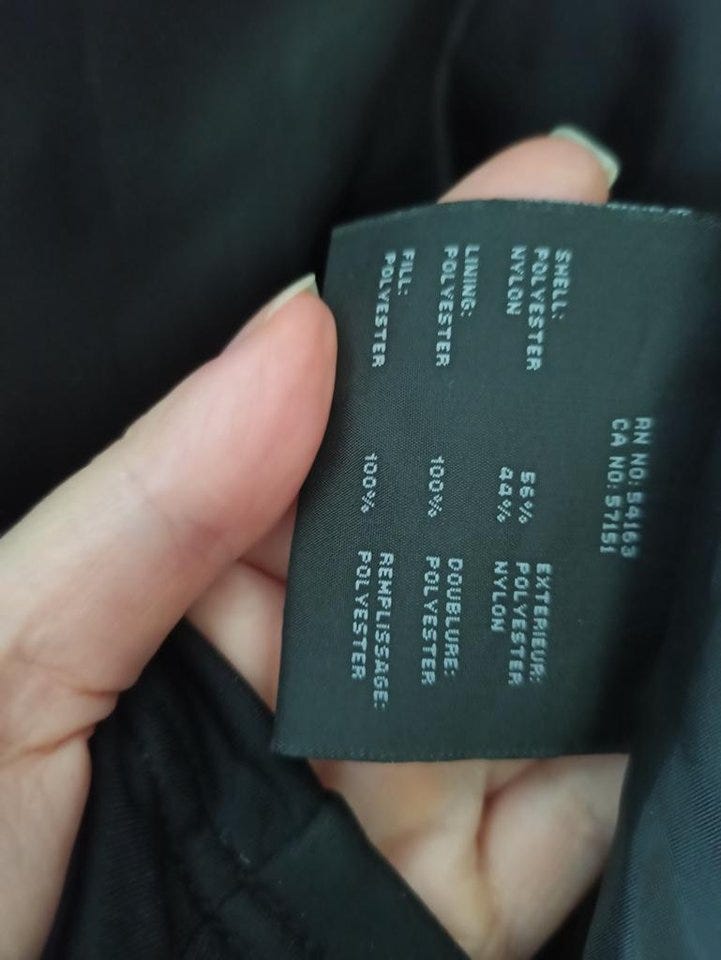 RN NO: 54163
CA NO: 57151
SHELL: EXTERIEUR:
POLYESTER 56% POLYESTER
NYLON 44% NYLON
LINING: DOUBLURE:
POLYESTER 100% POLYESTER
FILL: REMPLISSAGE:
POLYESTER 100% POLYESTER